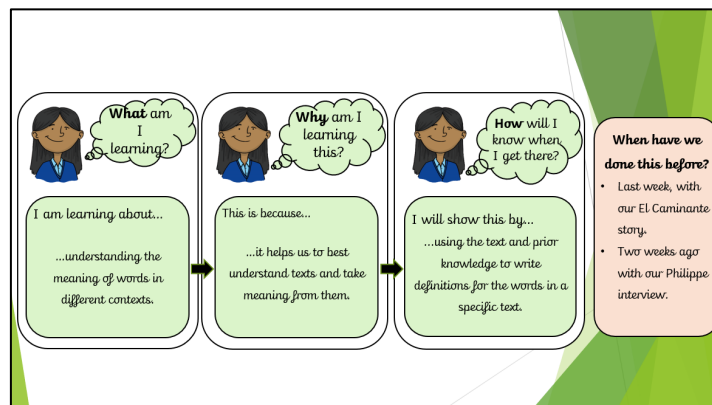 What am
I
learning?
I am learning about...
...understanding the
meaning of words in
different contexts.
Why am I
learning
this?
This is because...
...it helps us to best
understand texts and take
meaning from them.
How will I
know when
I get there?
I will show this by...
...using the text and prior
knowledge to write
definitions for the words in a
specific text.
When have we
done this before?
• Last week, with
our El Caminante
story.
• Two weeks ago
with our Philippe
interview.